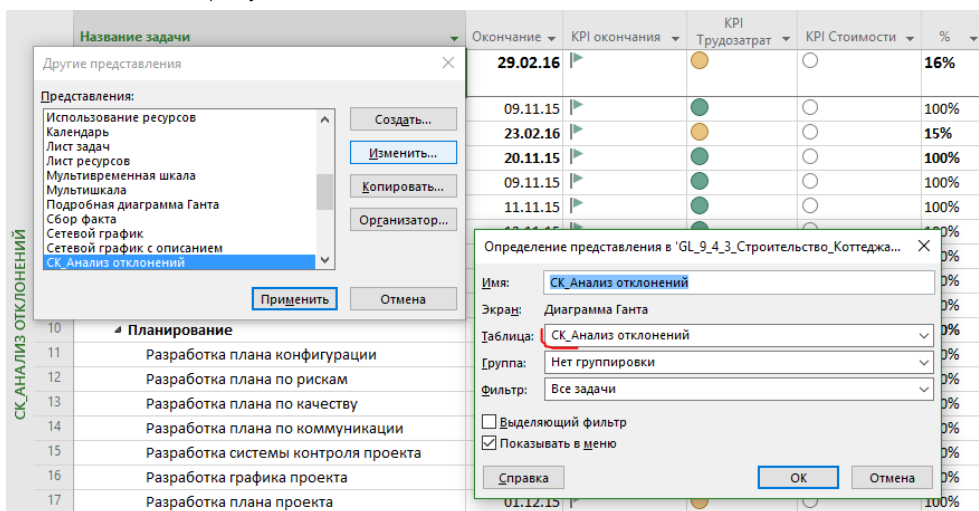 KPI
Название задачи Окончание KPI окончания Трудозатрат KPI Стоимости %
29.02.16 16%
09.11.15 100%
23.02.16 15%
20.11.15 100%
09.11.15 100%
11.11.15 100%
Другие представления
Представления:
Использование ресурсов
Календарь
Лист задач
Лист ресурсов
Мультивременная шкала
Мультишкала
Подробная диаграмма Ганта
Сбор факта
Сетевой график
Сетевой график с описанием
СК_Анализ отклонений
Создать...
Изменить...
Копировать...
Организатор...
Применить Отмена
СК_АНАЛИЗ ОТКЛОНЕНИЙ
10 Планирование
11 Разработка плана конфигурации
12 Разработка плана по рискам
13 Разработка плана по качеству
14 Разработка плана по коммуникации
15 Разработка системы контроля проекта
16 Разработка графика проекта
17 Разработка плана проекта 01.12.15 100%
Определение представления в 'GL_9_4_3_Строительство_Коттеджа...
Имя: СК_Анализ отклонений
Экран: Диаграмма Ганта
Таблица: СК_Анализ отклонений
Группа: Нет группировки
Фильтр: Все задачи
Выделяющий фильтр
Показывать в меню
Справка OK Отмена